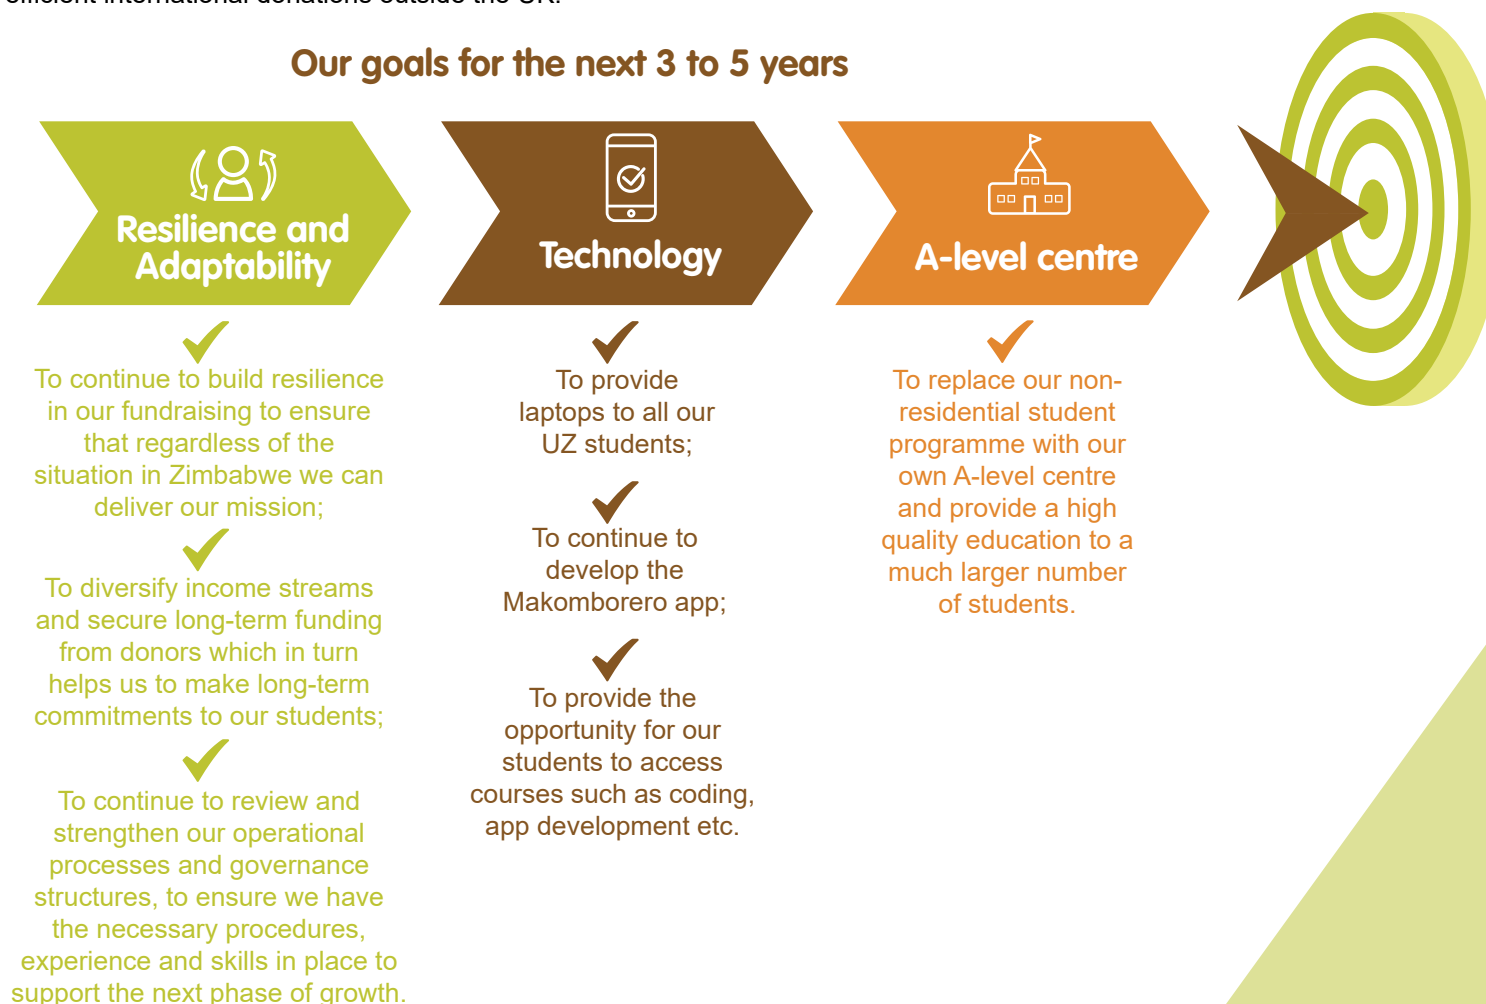 efficient international donations outside the UK.
Our goals for the next 3 to 5 years
Resilience and
Adaptability
To continue to build resilience
in our fundraising to ensure
that regardless of the
situation in Zimbabwe we can
deliver our mission;
To diversify income streams
and secure long-term funding
from donors which in turn
helps us to make long-term
commitments to our students;
To continue to review and
strengthen our operational
processes and governance
structures, to ensure we have
the necessary procedures,
experience and skills in place to
support the next phase of growth.
Technology
To provide
laptops to all our
UZ students;
To continue to
develop the
Makomborero app;
To provide the
opportunity for our
students to access
courses such as coding,
app development etc.
A-level centre
To replace our non-
residential student
programme with our
own A-level centre
and provide a high
quality education to a
much larger number
of students.